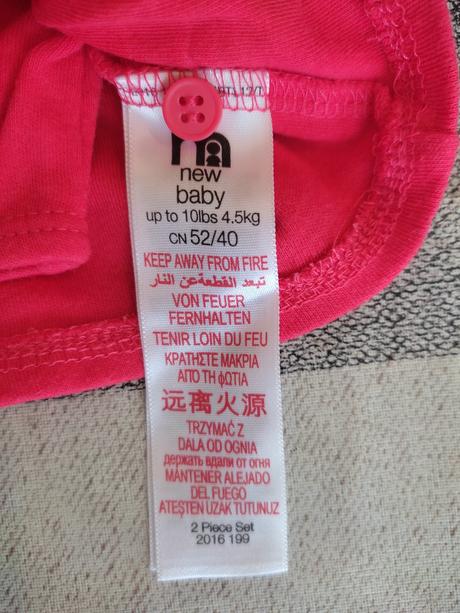 m
new
baby
up to 10lbs 4.5kg
CN 52/40
KEEP AWAY FROM FIRE
تبعد القطعة عن النار
VON FEUER
FERNHALTEN
TENIR LOIN DU FEU
ΚΡΑΤΗΣΤΕ ΜΑΚΡΙΑ
ΑΠΟ ΤΗ ϕΩΤΙΑ
远离火源
TRZYMAĆ Z
DALA OD OGNIA
держать вдали от огня
MANTENER ALEJADO
DEL FUEGO
ATEŞTEN UZAK TUTUNUZ
2 Piece Set
2016 199